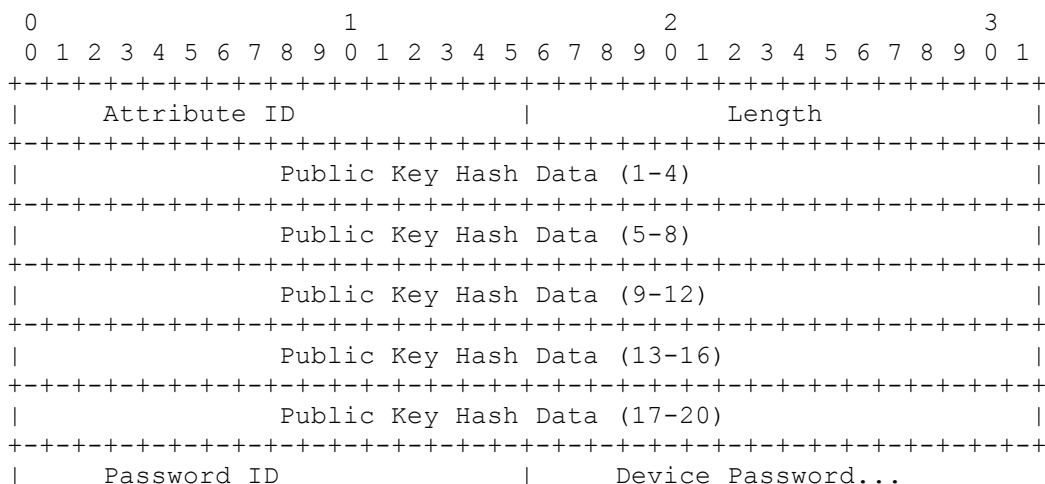 0                   1                   2                   3
0 1 2 3 4 5 6 7 8 9 0 1 2 3 4 5 6 7 8 9 0 1 2 3 4 5 6 7 8 9 0 1
+-+-+-+-+-+-+-+-+-+-+-+-+-+-+-+-+-+-+-+-+-+-+-+-+-+-+-+-+-+-+-+-+
|     Attribute ID              |            Length             |
+-+-+-+-+-+-+-+-+-+-+-+-+-+-+-+-+-+-+-+-+-+-+-+-+-+-+-+-+-+-+-+-+
|                Public Key Hash Data (1-4)                     |
+-+-+-+-+-+-+-+-+-+-+-+-+-+-+-+-+-+-+-+-+-+-+-+-+-+-+-+-+-+-+-+-+
|                Public Key Hash Data (5-8)                     |
+-+-+-+-+-+-+-+-+-+-+-+-+-+-+-+-+-+-+-+-+-+-+-+-+-+-+-+-+-+-+-+-+
|                Public Key Hash Data (9-12)                    |
+-+-+-+-+-+-+-+-+-+-+-+-+-+-+-+-+-+-+-+-+-+-+-+-+-+-+-+-+-+-+-+-+
|                Public Key Hash Data (13-16)                   |
+-+-+-+-+-+-+-+-+-+-+-+-+-+-+-+-+-+-+-+-+-+-+-+-+-+-+-+-+-+-+-+-+
|                Public Key Hash Data (17-20)                   |
+-+-+-+-+-+-+-+-+-+-+-+-+-+-+-+-+-+-+-+-+-+-+-+-+-+-+-+-+-+-+-+-+
|     Password ID               |     Device Password...